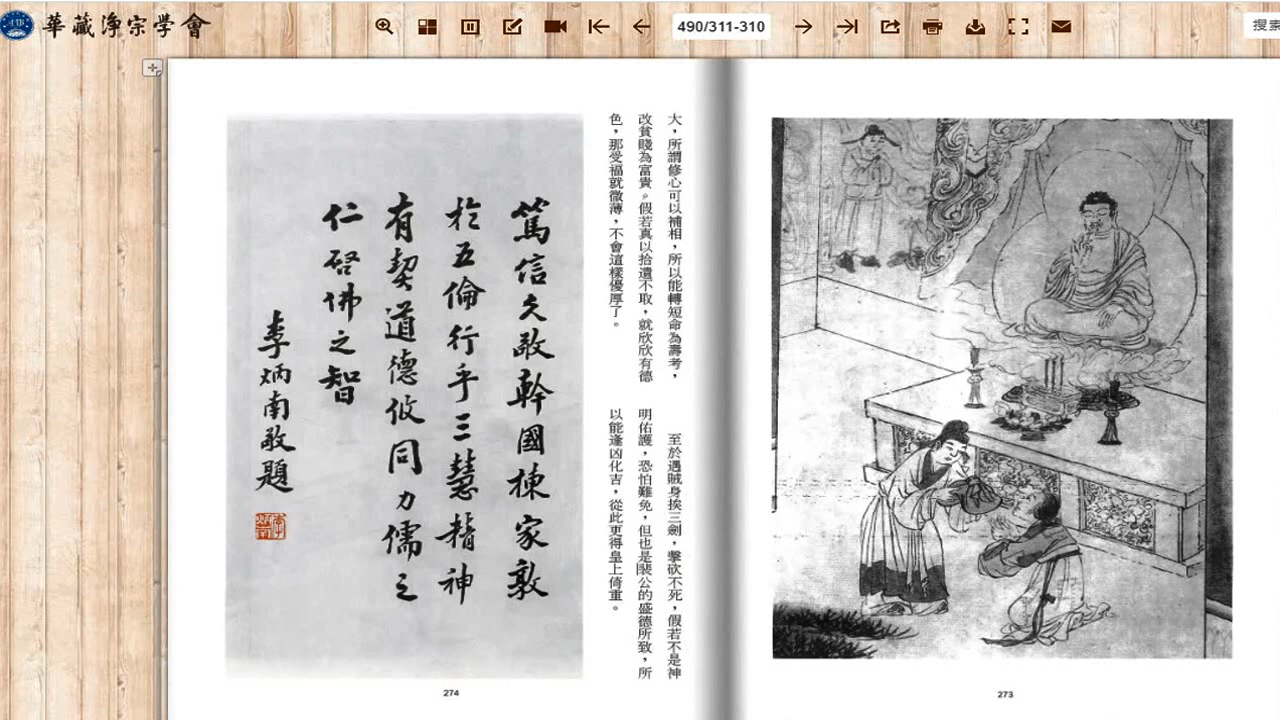 華藏淨宗學會
490/311-310
搜索
大，所謂修心可以補相，所以能轉短命為壽考，
改貧賤為富貴。假若真以拾遺不取，就欣欣有德
色，那受福就微薄，不會這樣優厚了。
至於遇賊身挨三劍，擊砍不死，假若不是神
明佑護，恐怕難免，但也是裴公的盛德所致，所
以能逢凶化吉，從此更得皇上倚重。
篤信久敬幹國棟家敦
於五倫行乎三慧精神
有契道德攸同力儒之
仁啓佛之智
李炳南敬題
274
273